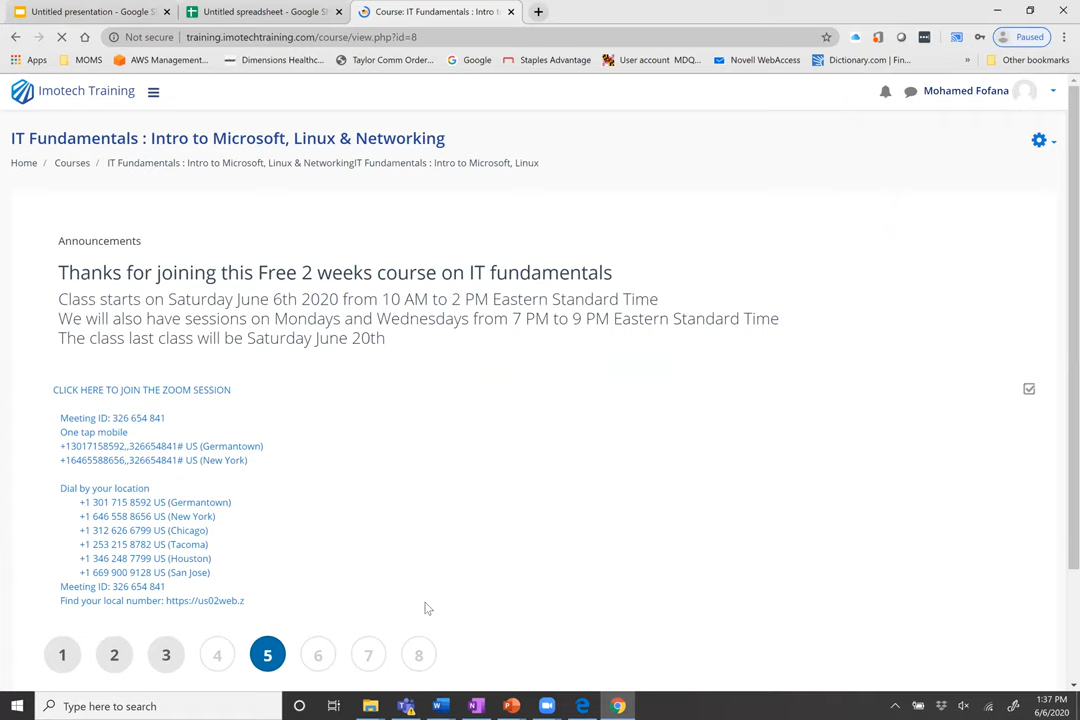 Untitled presentation - Google S
Untitled spreadsheet - Google Sh
Course: IT Fundamentals : Intro to
Not secure
training.imotechtraining.com/course/view.php?id=8
Paused
Apps
MOMS
AWS Management...
Dimensions Healthc...
Taylor Comm Order...
Google
Staples Advantage
User account MDQ...
Novell WebAccess
Dictionary.com | Fin...
»
Other bookmarks
Imotech Training
Mohamed Fofana
IT Fundamentals : Intro to Microsoft, Linux & Networking
Home / Courses / IT Fundamentals : Intro to Microsoft, Linux & NetworkingIT Fundamentals : Intro to Microsoft, Linux
Announcements
Thanks for joining this Free 2 weeks course on IT fundamentals
Class starts on Saturday June 6th 2020 from 10 AM to 2 PM Eastern Standard Time
We will also have sessions on Mondays and Wednesdays from 7 PM to 9 PM Eastern Standard Time
The class last class will be Saturday June 20th
CLICK HERE TO JOIN THE ZOOM SESSION
Meeting ID: 326 654 841
One tap mobile
+13017158592,,326654841# US (Germantown)
+16465588656,,326654841# US (New York)
Dial by your location
+1 301 715 8592 US (Germantown)
+1 646 558 8656 US (New York)
+1 312 626 6799 US (Chicago)
+1 253 215 8782 US (Tacoma)
+1 346 248 7799 US (Houston)
+1 669 900 9128 US (San Jose)
Meeting ID: 326 654 841
Find your local number: https://us02web.z
1 2 3 4 5 6 7 8
Type here to search
1:37 PM
6/6/2020